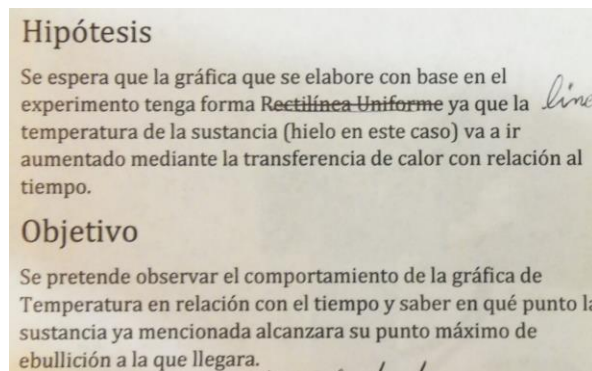 Hipótesis
Se espera que la gráfica que se elabore con base en el
experimento tenga forma Rectilínea Uniforme ya que la
temperatura de la sustancia (hielo en este caso) va a ir
aumentado mediante la transferencia de calor con relación al
tiempo.
Objetivo
Se pretende observar el comportamiento de la gráfica de
Temperatura en relación con el tiempo y saber en qué punto la
sustancia ya mencionada alcanzara su punto máximo de
ebullición a la que llegara.